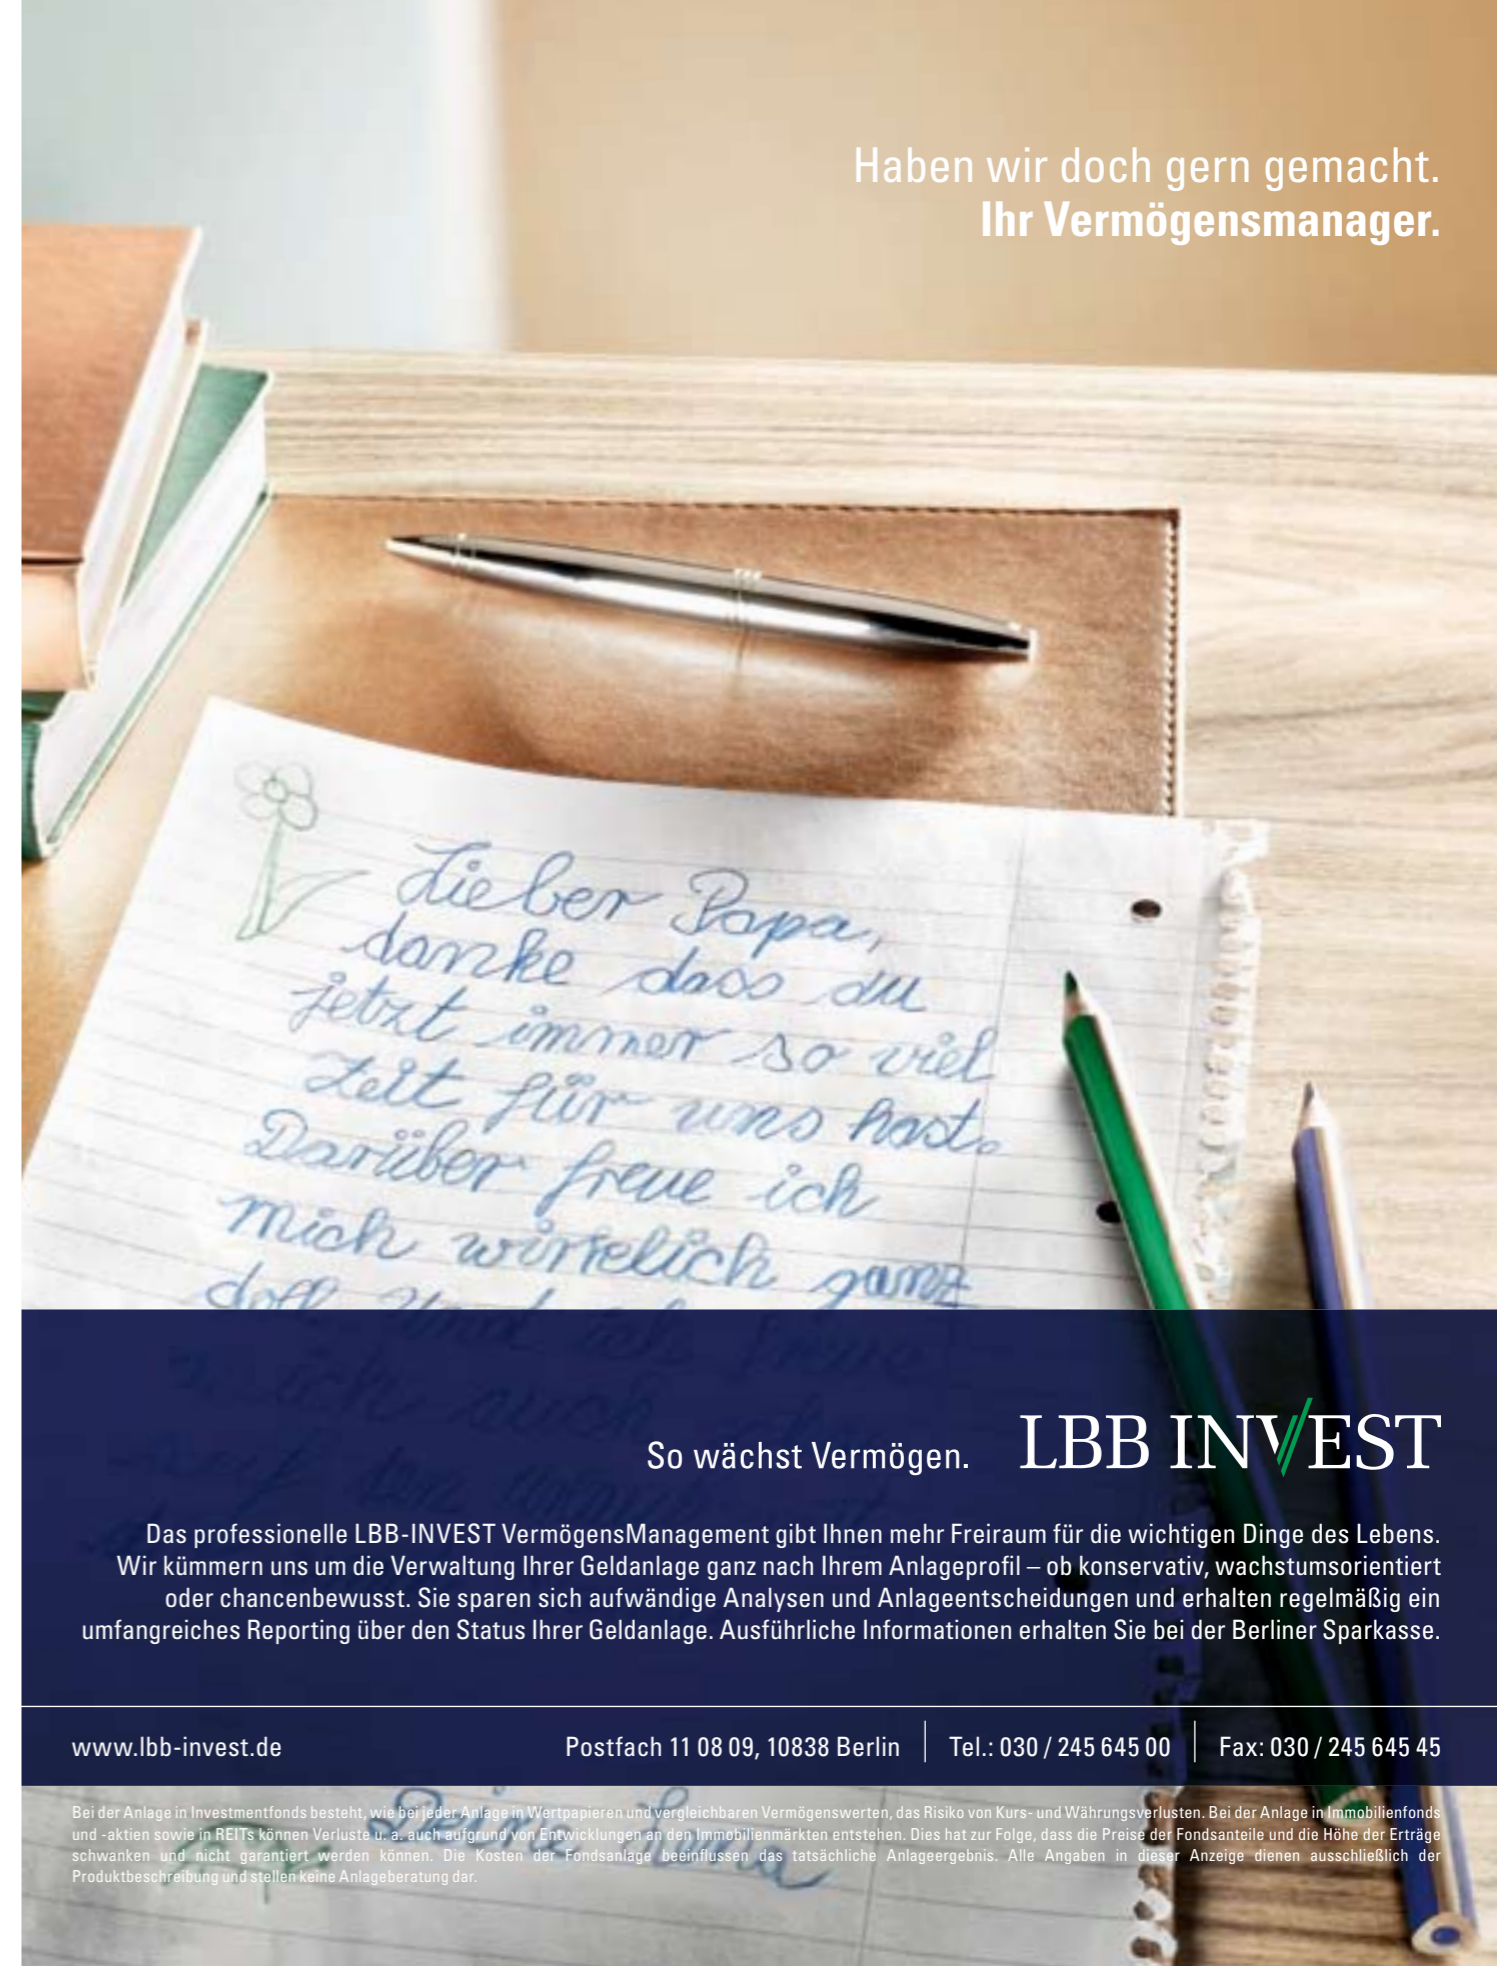 Haben wir doch gern gemacht.
Ihr Vermögensmanager.
Lieber Papa,
danke dass du
jetzt immer so viel
Zeit für uns hast.
Darüber freue ich
mich wirkelich ganz
doll
So wächst Vermögen. LBB INVEST
Das professionelle LBB-INVEST VermögensManagement gibt Ihnen mehr Freiraum für die wichtigen Dinge des Lebens.
Wir kümmern uns um die Verwaltung Ihrer Geldanlage ganz nach Ihrem Anlageprofil – ob konservativ, wachstumsorientiert
oder chancenbewusst. Sie sparen sich aufwändige Analysen und Anlageentscheidungen und erhalten regelmäßig ein
umfangreiches Reporting über den Status Ihrer Geldanlage. Ausführliche Informationen erhalten Sie bei der Berliner Sparkasse.
www.lbb-invest.de Postfach 11 08 09, 10838 Berlin Tel.: 030 / 245 645 00 Fax: 030 / 245 645 45
Bei der Anlage in Investmentfonds besteht, wie bei jeder Anlage in Wertpapieren und vergleichbaren Vermögenswerten, das Risiko von Kurs- und Währungsverlusten. Bei der Anlage in Immobilienfonds
und -aktien sowie in REITs können Verluste u. a. auch aufgrund von Entwicklungen an den Immobilienmärkten entstehen. Dies hat zur Folge, dass die Preise der Fondsanteile und die Höhe der Erträge
schwanken und nicht garantiert werden können. Die Kosten der Fondsanlage beeinflussen das tatsächliche Anlageergebnis. Alle Angaben in dieser Anzeige dienen ausschließlich der
Produktbeschreibung und stellen keine Anlageberatung dar.